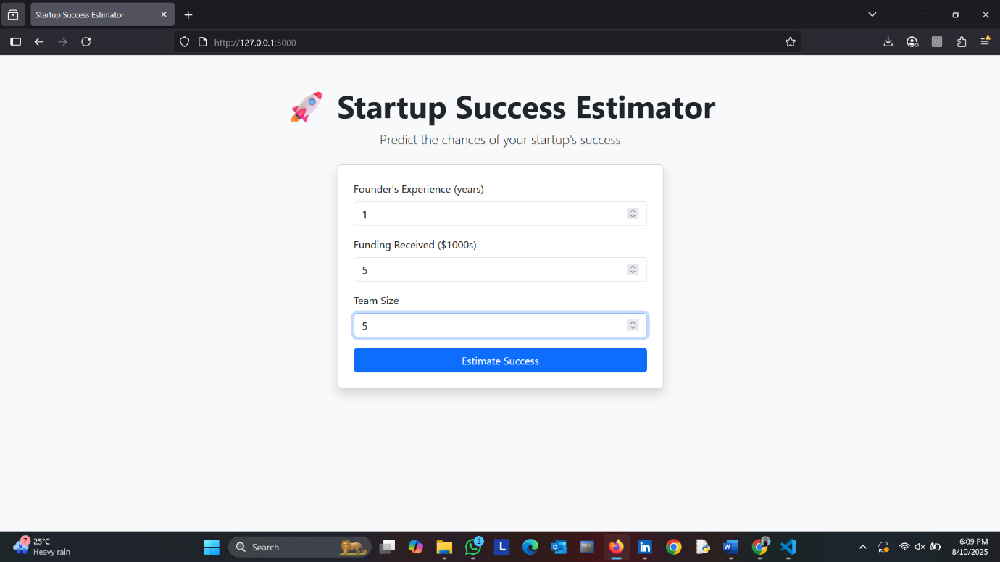 Startup Success Estimator
http://127.0.0.1:5000
🚀 Startup Success Estimator
Predict the chances of your startup's success
Founder's Experience (years)
1
Funding Received ($1000s)
5
Team Size
5
Estimate Success
7
25°C
Heavy rain
Search
2
L
6:09 PM
8/10/2025